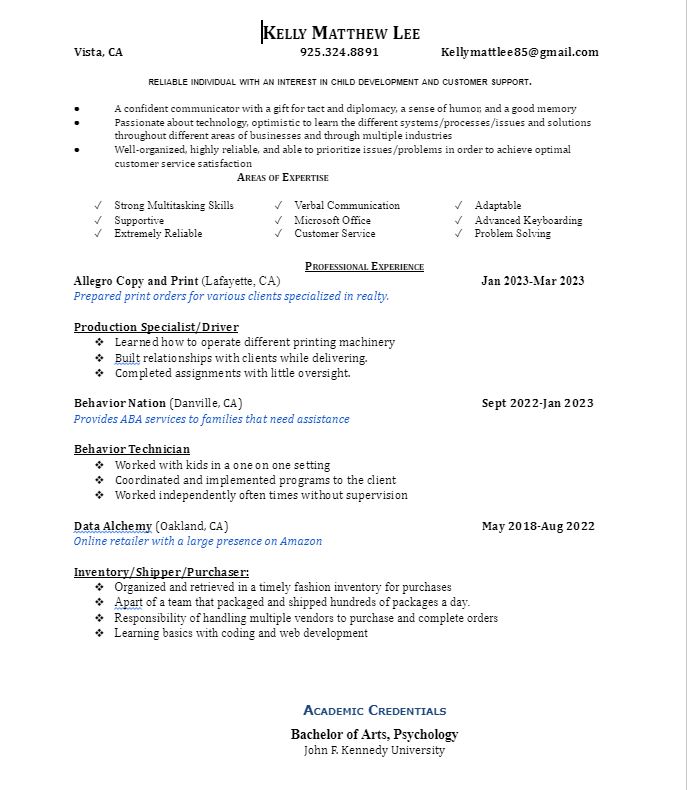 Kelly Matthew Lee
Vista, CA 925.324.8891 Kellymattlee85@gmail.com
RELIABLE INDIVIDUAL WITH AN INTEREST IN CHILD DEVELOPMENT AND CUSTOMER SUPPORT.
• A confident communicator with a gift for tact and diplomacy, a sense of humor, and a good memory
• Passionate about technology, optimistic to learn the different systems/processes/issues and solutions
throughout different areas of businesses and through multiple industries
• Well-organized, highly reliable, and able to prioritize issues/problems in order to achieve optimal
customer service satisfaction
Areas of Expertise
✓ Strong Multitasking Skills ✓ Verbal Communication ✓ Adaptable
✓ Supportive ✓ Microsoft Office ✓ Advanced Keyboarding
✓ Extremely Reliable ✓ Customer Service ✓ Problem Solving
Professional Experience
Allegro Copy and Print (Lafayette, CA) Jan 2023-Mar 2023
Prepared print orders for various clients specialized in realty.
Production Specialist/Driver
❖ Learned how to operate different printing machinery
❖ Built relationships with clients while delivering.
❖ Completed assignments with little oversight.
Behavior Nation (Danville, CA) Sept 2022-Jan 2023
Provides ABA services to families that need assistance
Behavior Technician
❖ Worked with kids in a one on one setting
❖ Coordinated and implemented programs to the client
❖ Worked independently often times without supervision
Data Alchemy (Oakland, CA) May 2018-Aug 2022
Online retailer with a large presence on Amazon
Inventory/Shipper/Purchaser:
❖ Organized and retrieved in a timely fashion inventory for purchases
❖ Apart of a team that packaged and shipped hundreds of packages a day.
❖ Responsibility of handling multiple vendors to purchase and complete orders
❖ Learning basics with coding and web development
Academic Credentials
Bachelor of Arts, Psychology
John F. Kennedy University